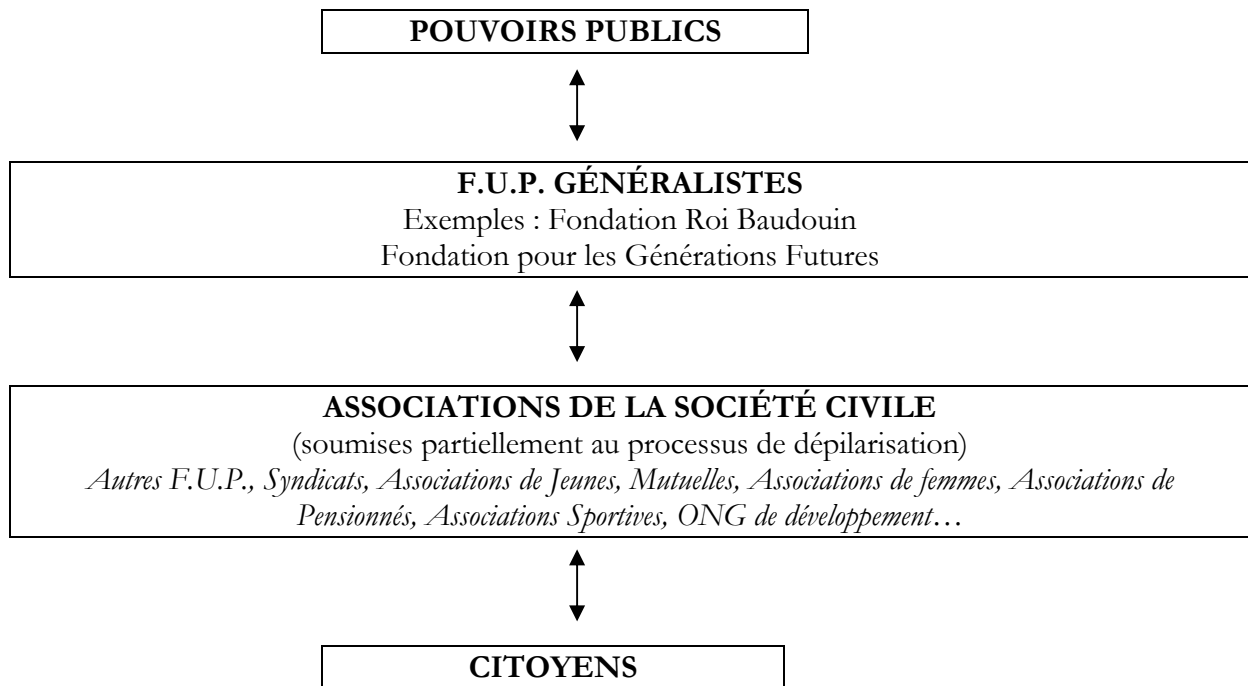 POUVOIRS PUBLICS
F.U.P. GÉNÉRALISTES
Exemples : Fondation Roi Baudouin
Fondation pour les Générations Futures
ASSOCIATIONS DE LA SOCIÉTÉ CIVILE
(soumises partiellement au processus de dépilarisation)
Autres F.U.P., Syndicats, Associations de Jeunes, Mutuelles, Associations de femmes, Associations de
Pensionnés, Associations Sportives, ONG de développement…
CITOYENS